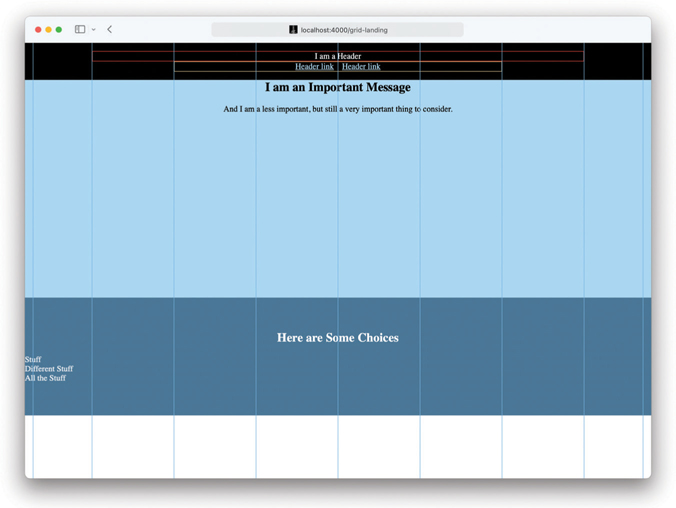 localhost:4000/grid-landing
I am a Header
Header link Header link
I am an Important Message
And I am a less important, but still a very important thing to consider.
Here are Some Choices
Stuff
Different Stuff
All the Stuff